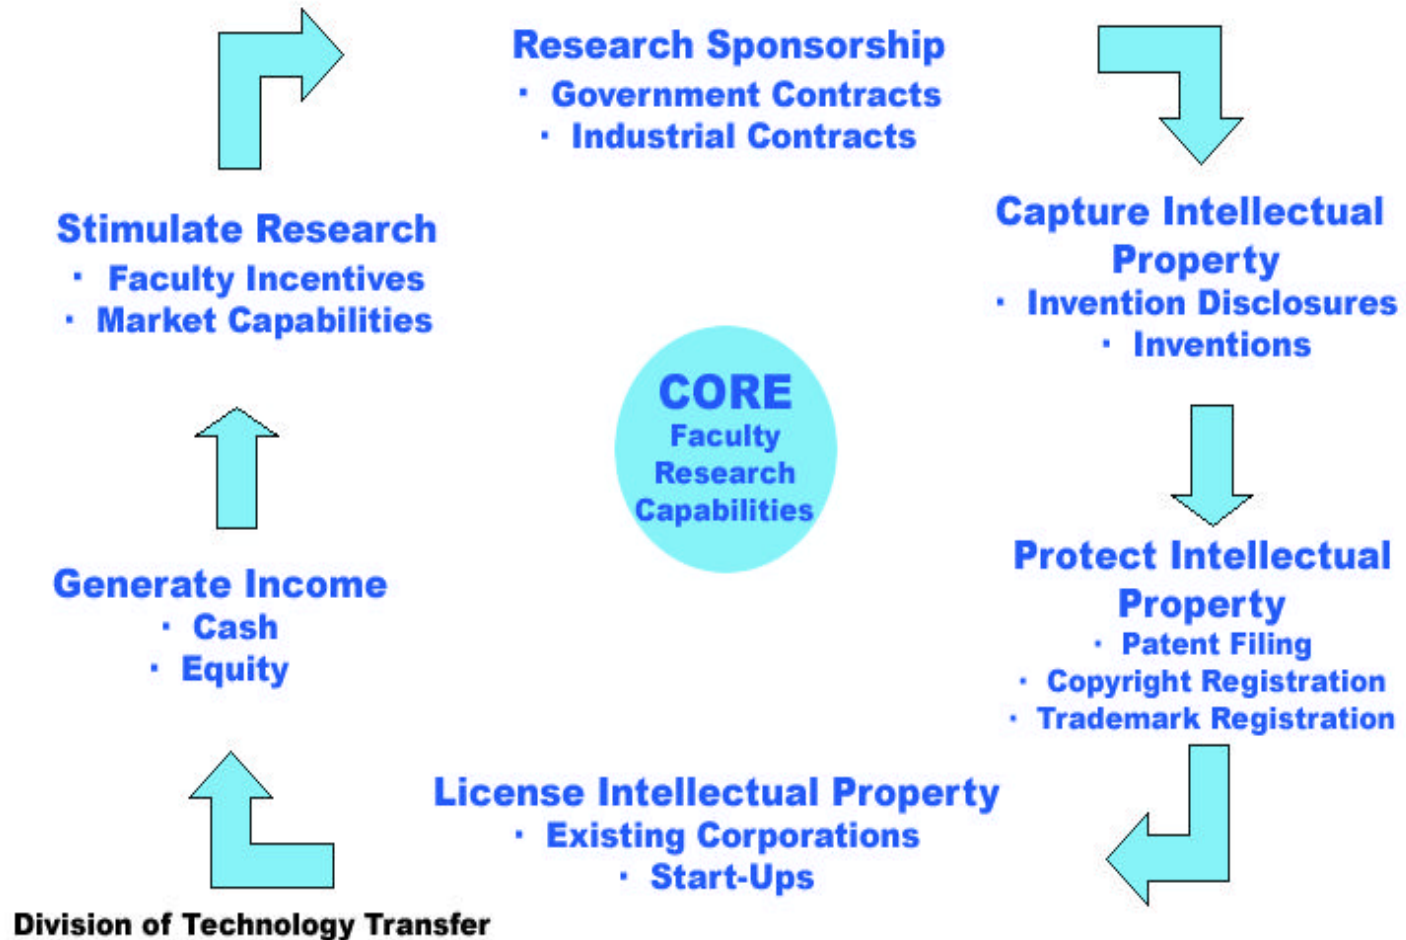 Research Sponsorship
· Government Contracts
· Industrial Contracts
Capture Intellectual
Property
· Invention Disclosures
· Inventions
Protect Intellectual
Property
· Patent Filing
· Copyright Registration
· Trademark Registration
License Intellectual Property
· Existing Corporations
· Start-Ups
Generate Income
· Cash
· Equity
Stimulate Research
· Faculty Incentives
· Market Capabilities
CORE
Faculty
Research
Capabilities
Division of Technology Transfer